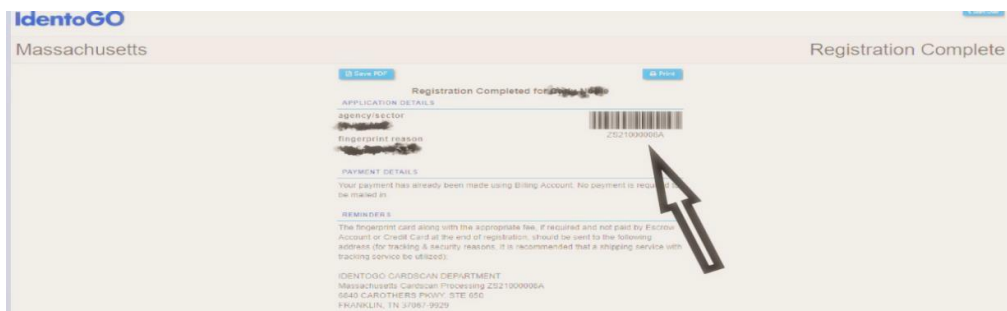 IdentoGO
Massachusetts
Registration Complete
Save PDF
Print
Registration Completed for
APPLICATION DETAILS
agency/sector
fingerprint reason
ZS21000006A
PAYMENT DETAILS
Your payment has already been made using Billing Account. No payment is required to
be mailed in.
REMINDERS
The fingerprint card along with the appropriate fee, if required and not paid by Escrow
Account or Credit Card at the end of registration, should be sent to the following
address (for tracking & security reasons, it is recommended that a shipping service with
tracking service be utilized):
IDENTOGO CARDSCAN DEPARTMENT
Massachusetts Cardscan Processing ZS21000006A
6840 CAROTHERS PKWY, STE 650
FRANKLIN, TN 37067-9929